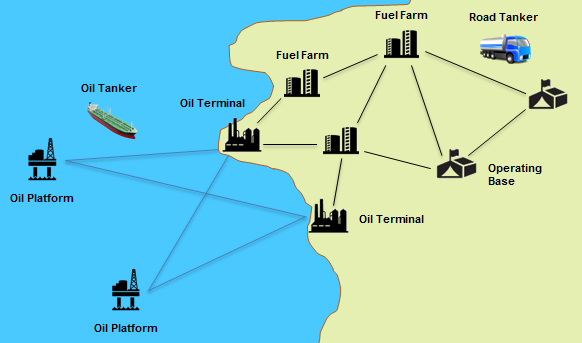 Fuel Farm
Road Tanker
Fuel Farm
Oil Tanker
Oil Terminal
Operating
Base
Oil Platform
Oil Terminal
Oil Platform